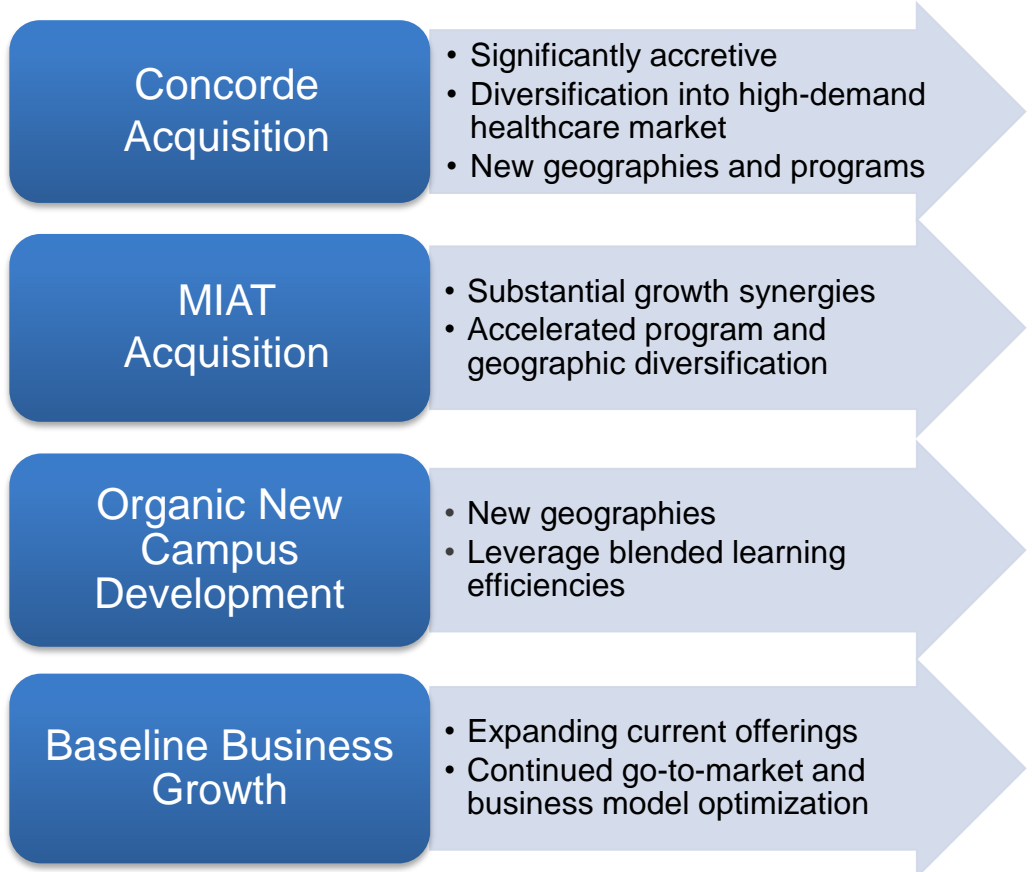 Concorde
Acquisition
• Significantly accretive
• Diversification into high-demand
healthcare market
• New geographies and programs
MIAT
Acquisition
• Substantial growth synergies
• Accelerated program and
geographic diversification
Organic New
Campus
Development
• New geographies
• Leverage blended learning
efficiencies
Baseline Business
Growth
• Expanding current offerings
• Continued go-to-market and
business model optimization